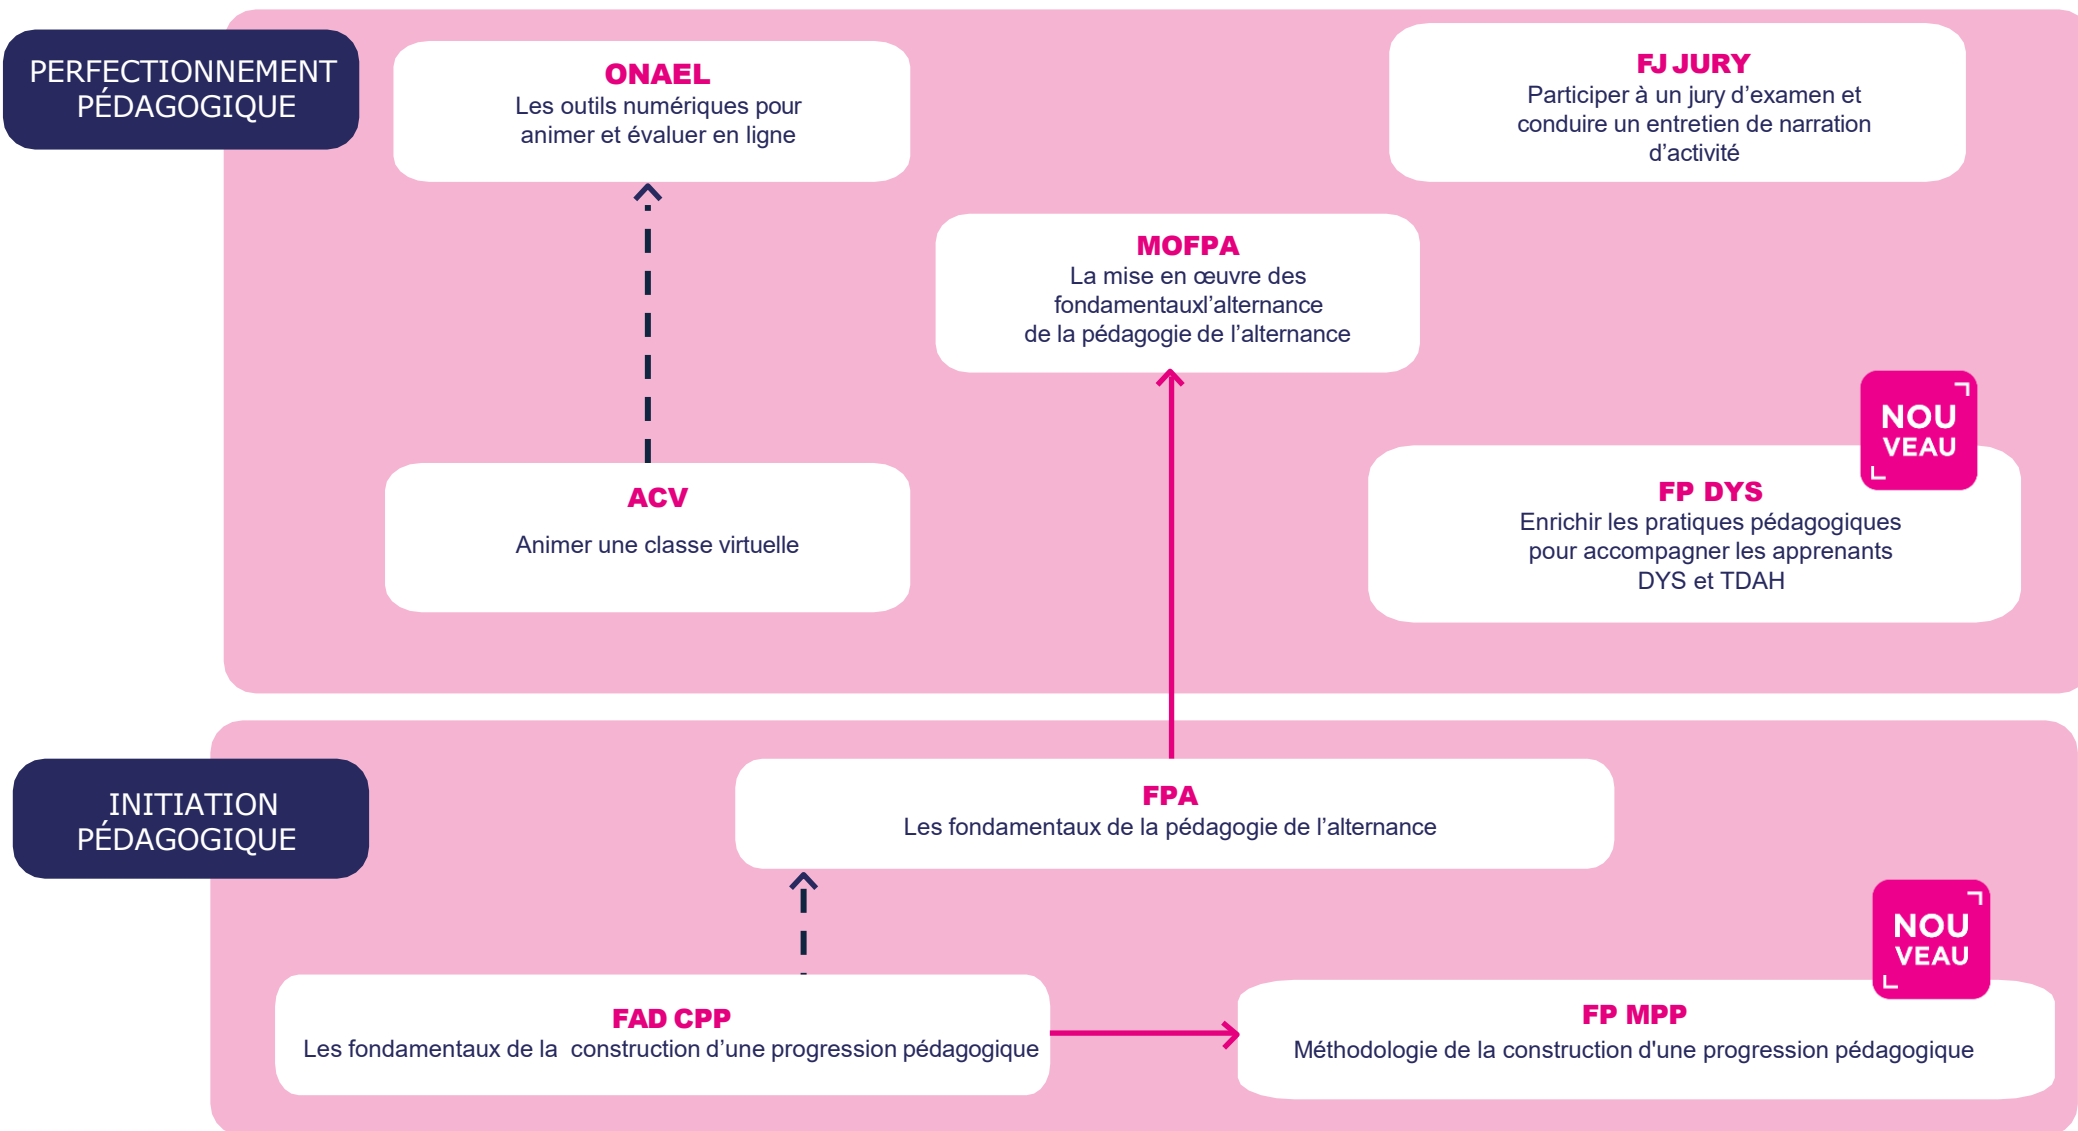 PERFECTIONNEMENT
PÉDAGOGIQUE
ONAEL
Les outils numériques pour
animer et évaluer en ligne
FJ JURY
Participer à un jury d’examen et
conduire un entretien de narration
d’activité
MOFPA
La mise en œuvre des
fondamentauxl’alternance
de la pédagogie de l’alternance
NOU
VEAU
ACV
Animer une classe virtuelle
FP DYS
Enrichir les pratiques pédagogiques
pour accompagner les apprenants
DYS et TDAH
INITIATION
PÉDAGOGIQUE
FPA
Les fondamentaux de la pédagogie de l’alternance
NOU
VEAU
FAD CPP
Les fondamentaux de la  construction d’une progression pédagogique
FP MPP
Méthodologie de la construction d'une progression pédagogique